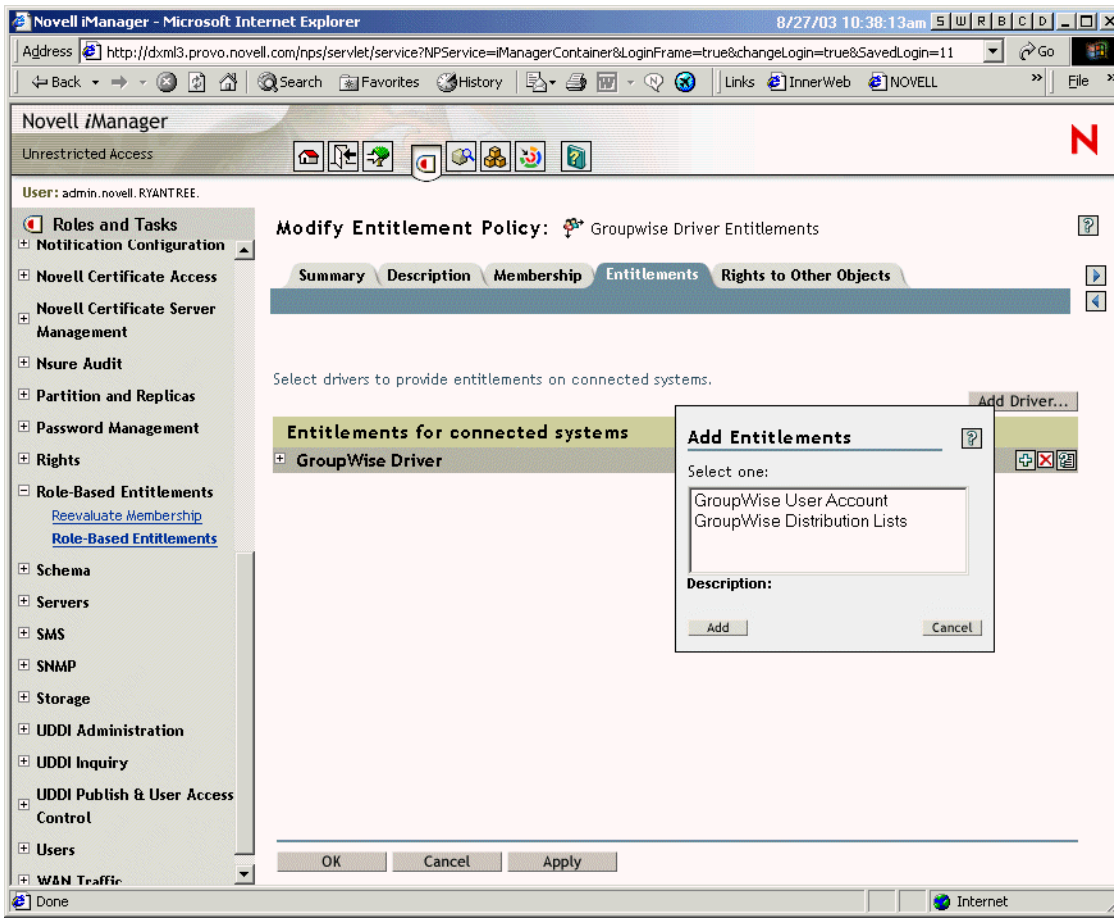 Novell iManager - Microsoft Internet Explorer 8/27/03 10:38:13am S W R B C D
Address http://dxml3.provo.novell.com/nps/servlet/service?NPService=iManagerContainer&LoginFrame=true&changeLogin=true&SavedLogin=11 Go
Back Search Favorites History Links InnerWeb NOVELL » File »
Novell iManager
Unrestricted Access
N
User: admin.novell.RYANTREE.
Roles and Tasks
Notification Configuration
Novell Certificate Access
Novell Certificate Server
Management
Nsure Audit
Partition and Replicas
Password Management
Rights
Role-Based Entitlements
Reevaluate Membership
Role-Based Entitlements
Schema
Servers
SMS
SNMP
Storage
UDDI Administration
UDDI Inquiry
UDDI Publish & User Access
Control
Users
WAN Traffic
Modify Entitlement Policy: Groupwise Driver Entitlements
Summary Description Membership Entitlements Rights to Other Objects
Select drivers to provide entitlements on connected systems.
Add Driver...
Entitlements for connected systems
GroupWise Driver
Add Entitlements
Select one:
GroupWise User Account
GroupWise Distribution Lists
Description:
Add Cancel
OK Cancel Apply
Done Internet